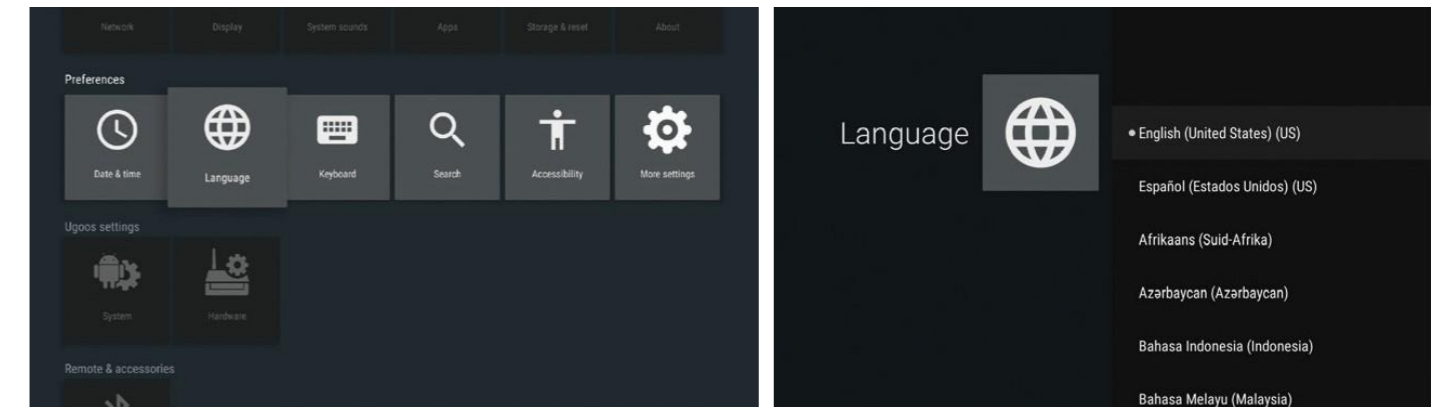 Network Display System sounds Apps Storage & reset About
Preferences
Date & time Language Keyboard Search Accessibility More settings
Ugoos settings
System Hardware
Remote & accessories
Language
English (United States) (US)
Español (Estados Unidos) (US)
Afrikaans (Suid-Afrika)
Azərbaycan (Azərbaycan)
Bahasa Indonesia (Indonesia)
Bahasa Melayu (Malaysia)